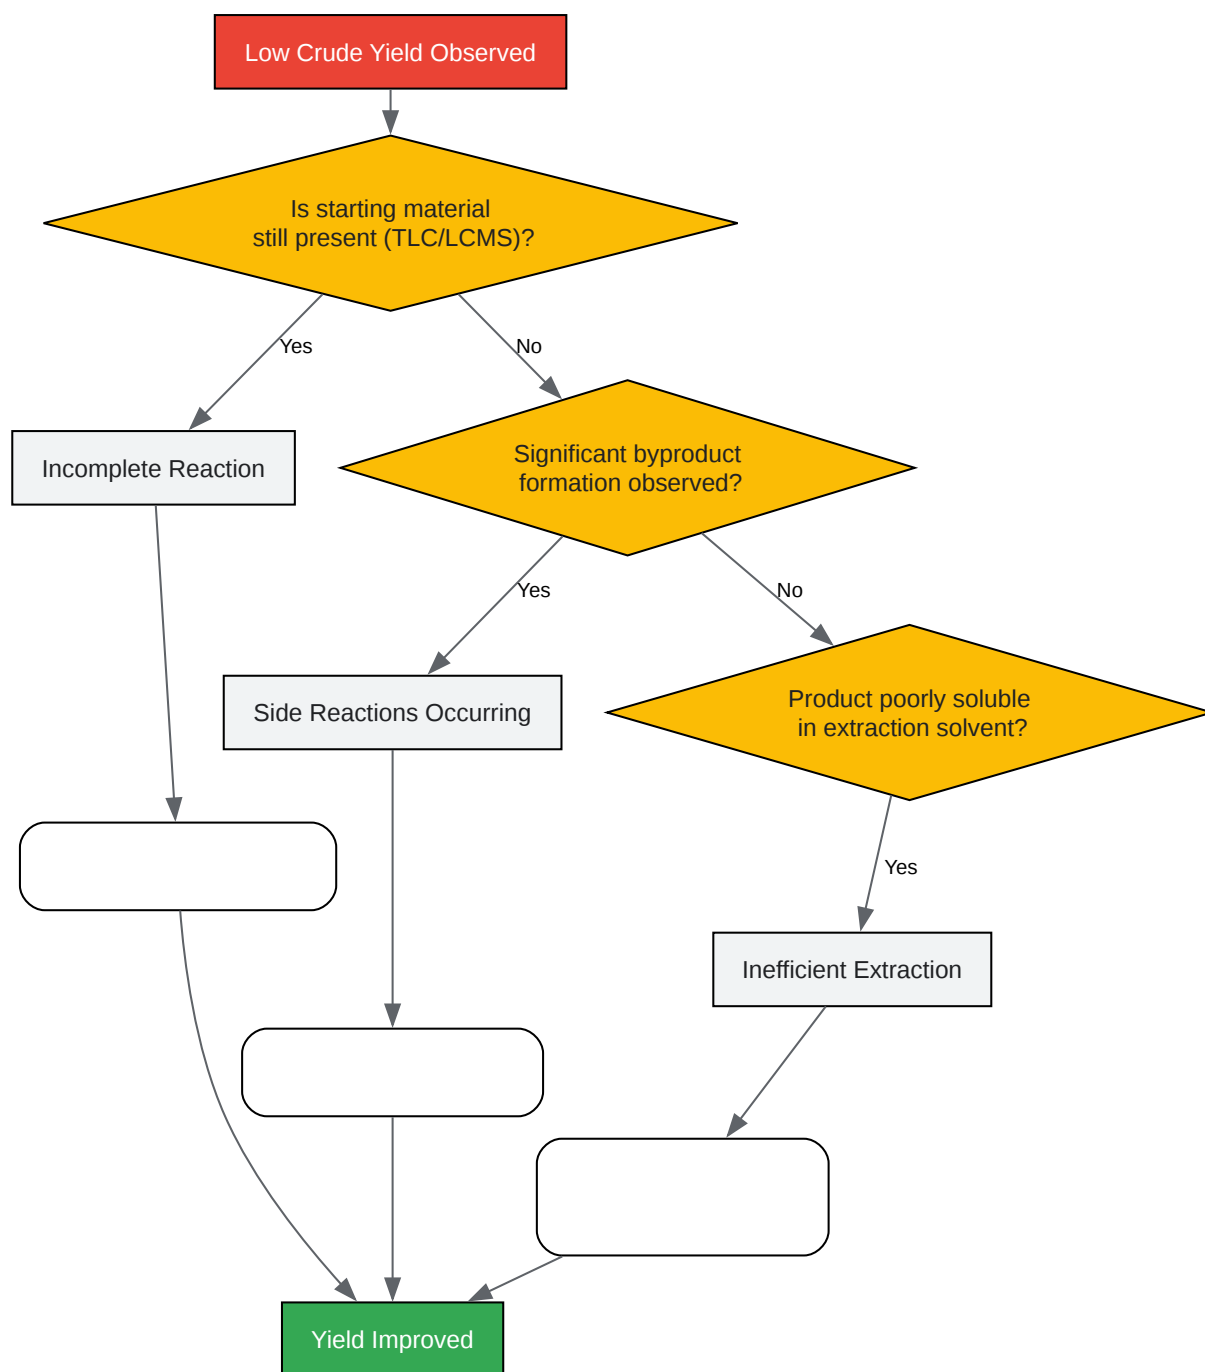 Low Crude Yield Observed
Is starting material
still present (TLC/LCMS)?
Yes
No
Incomplete Reaction
Significant byproduct
formation observed?
Yes
No
Side Reactions Occurring
Product poorly soluble
in extraction solvent?
Yes
Inefficient Extraction
Yield Improved